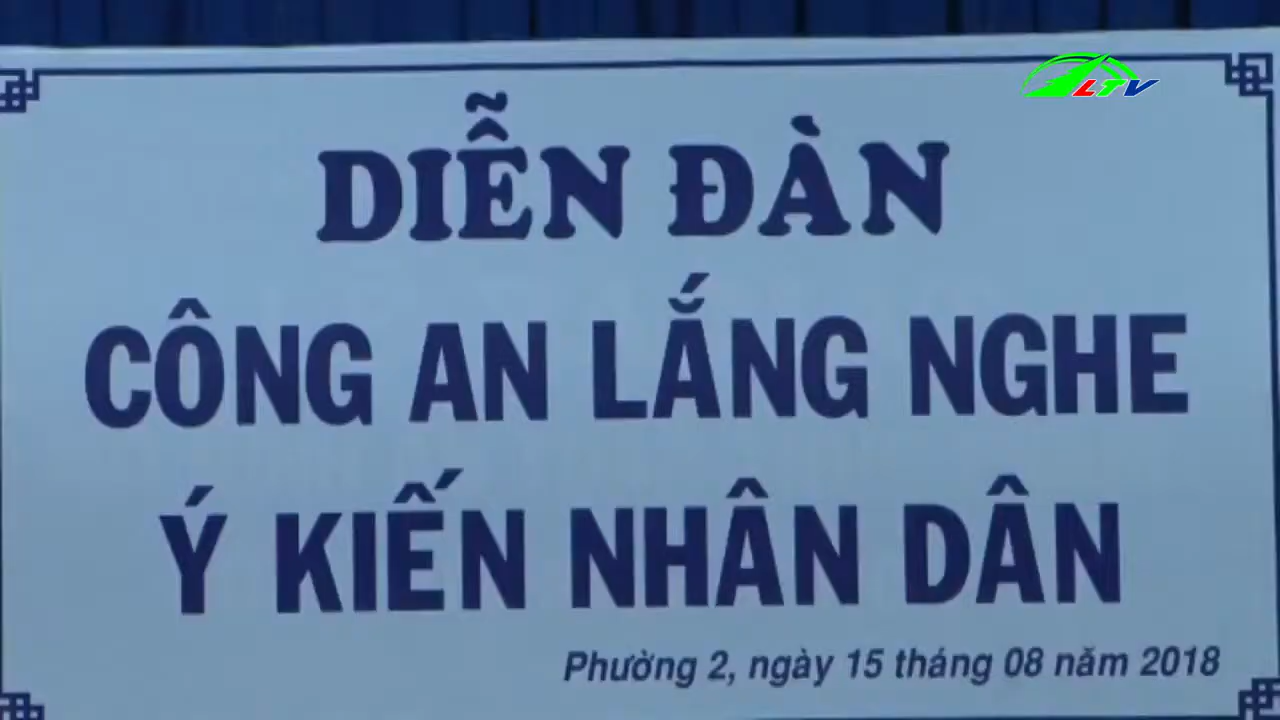 LTV
DIỄN ĐÀN
CÔNG AN LẮNG NGHE
Ý KIẾN NHÂN DÂN
Phường 2, ngày 15 tháng 08 năm 2018